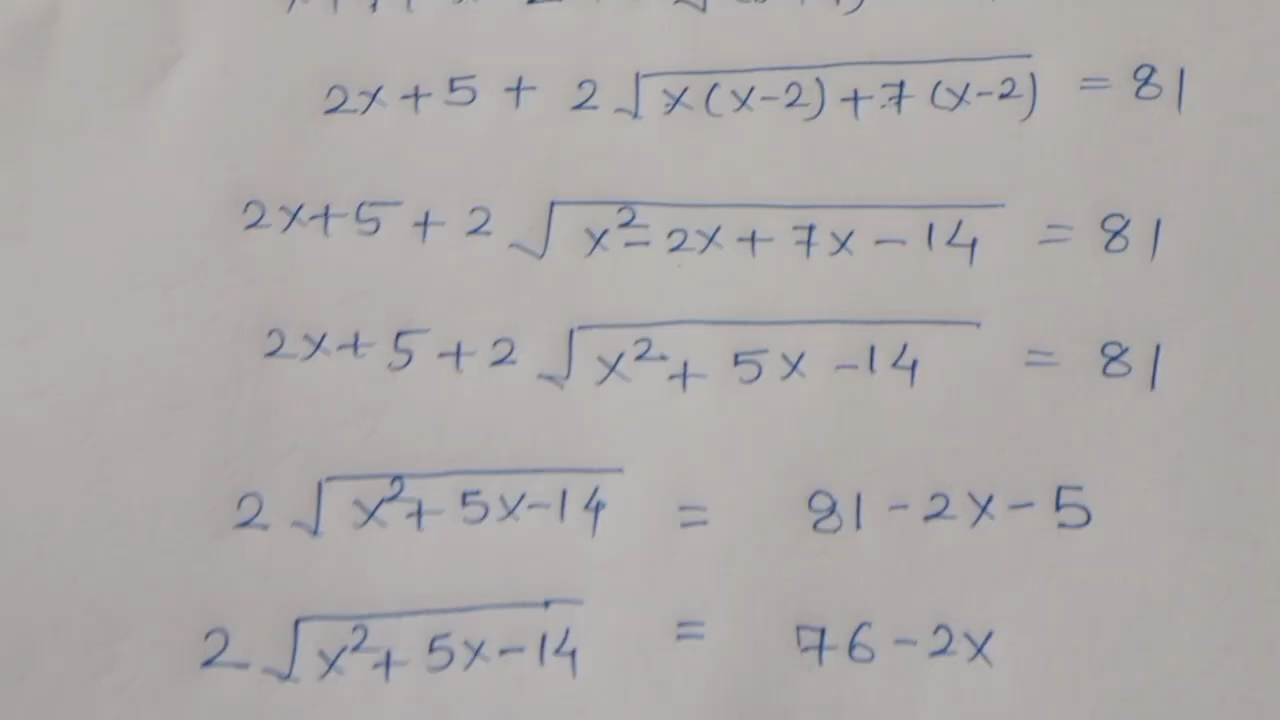 2x+5 + 2√x(x-2)+7(x-2) = 81
2x+5 + 2√x²-2x+7x-14 = 81
2x+5+2√x²+5x-14 = 81
2√x²+5x-14 = 81-2x-5
2√x²+5x-14 = 76-2x